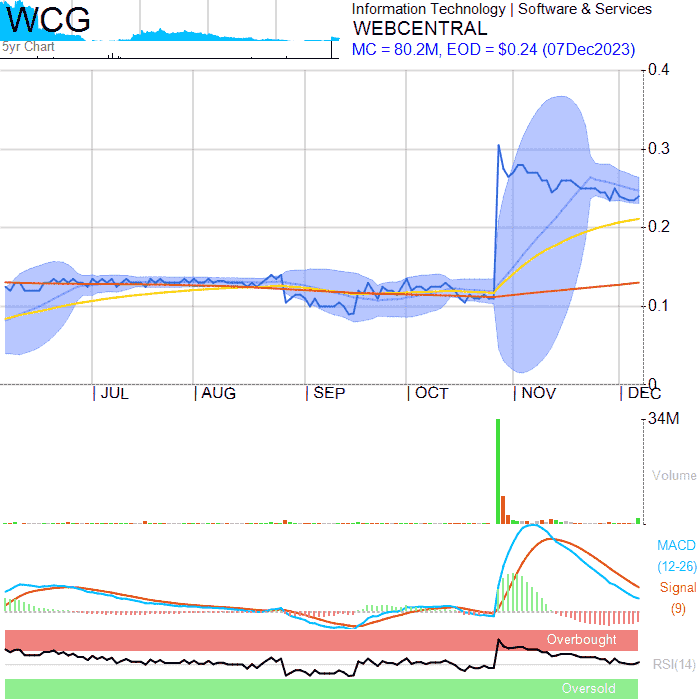 WCG
Information Technology | Software & Services
WEBCENTRAL
MC = 80.2M, EOD = $0.24 (07Dec2023)
5yr Chart
0.4
0.3
0.2
0.1
0
JUL AUG SEP OCT NOV DEC
34M
Volume
MACD
(12-26)
Signal
(9)
Overbought
RSI(14)
Oversold